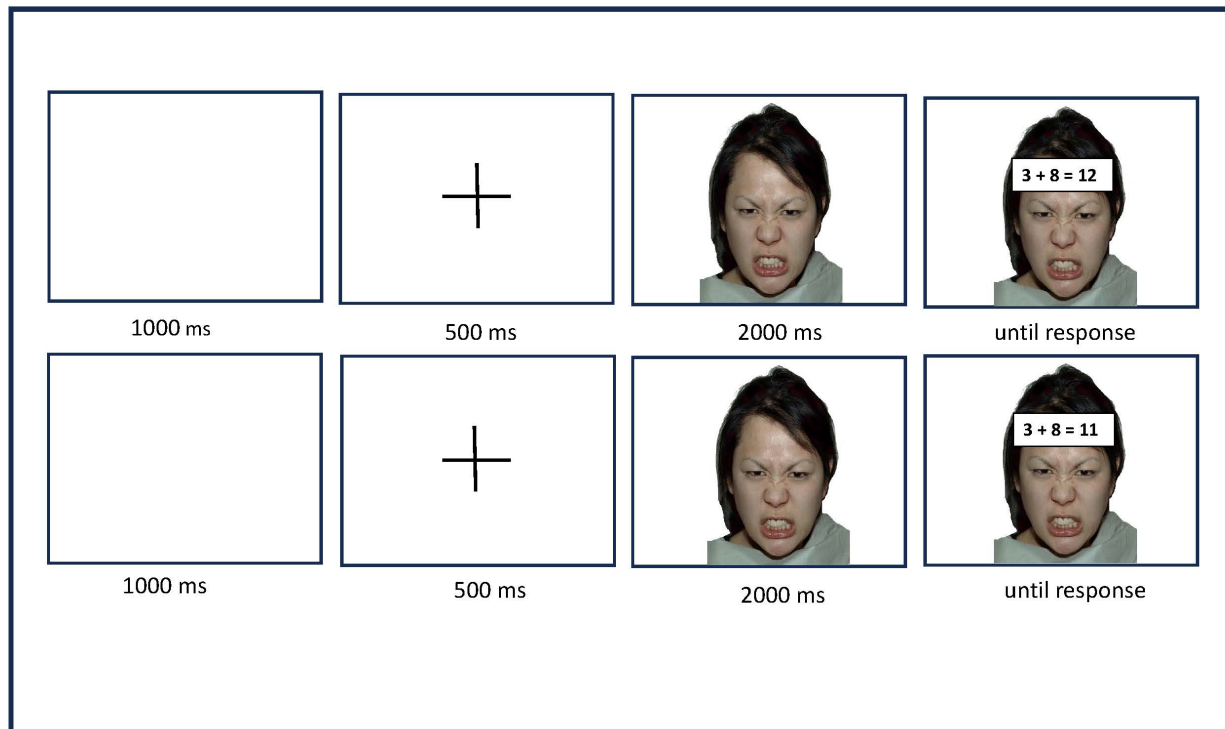 3 + 8 = 12
1000 ms
500 ms
2000 ms
until response
3 + 8 = 11
1000 ms
500 ms
2000 ms
until response